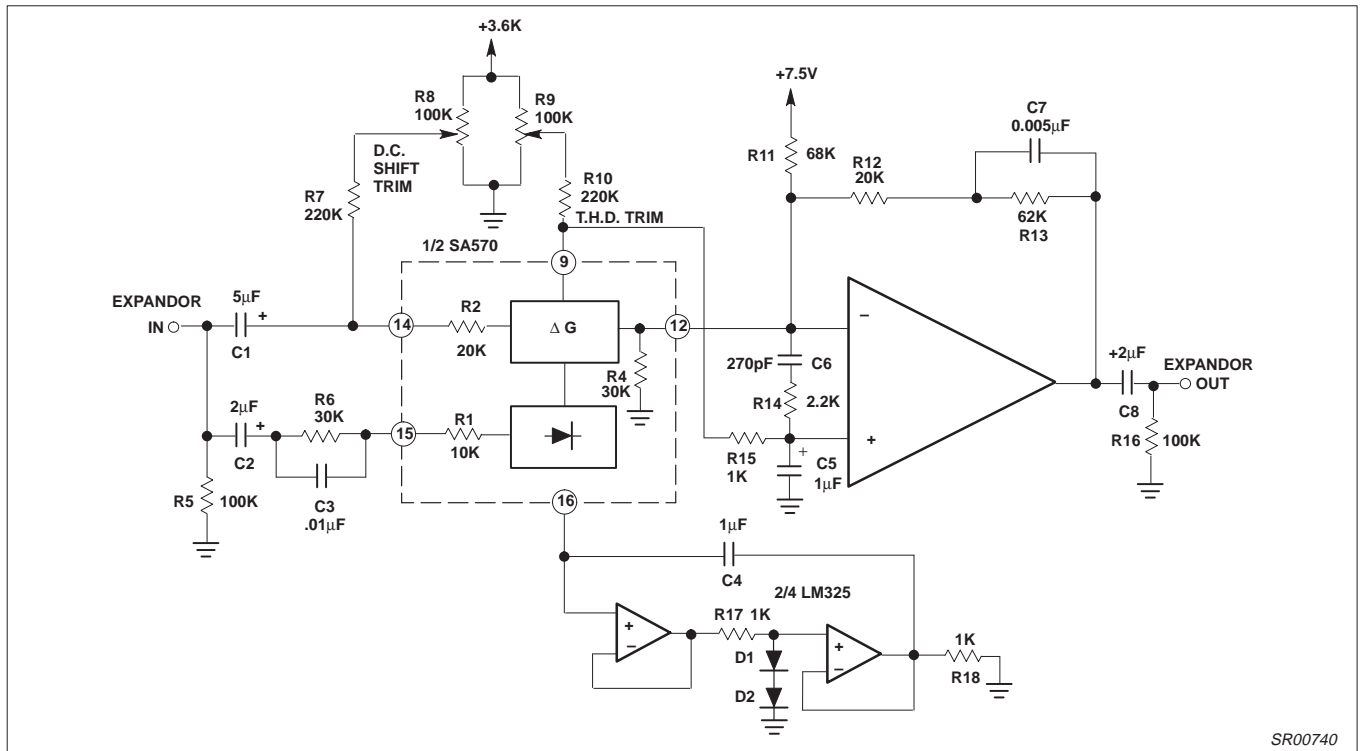 +3.6K
R8
100K
R9
100K
+7.5V
C7
0.005µF
D.C.
SHIFT
TRIM
R11
68K
R12
20K
R7
220K
R10
220K
62K
R13
T.H.D. TRIM
1/2 SA570
9
EXPANDOR
IN
5µF
+
C1
14
R2
20K
Δ G
12
R4
30K
270pF
C6
R14
2.2K
–
+
+2µF
C8
EXPANDOR
OUT
R16
100K
2µF
+
C2
R6
30K
C3
.01µF
15
R1
10K
R15
1K
+
C5
1µF
R5
100K
16
1µF
C4
2/4 LM325
R17 1K
+
–
D1
D2
+
–
1K
R18
SR00740